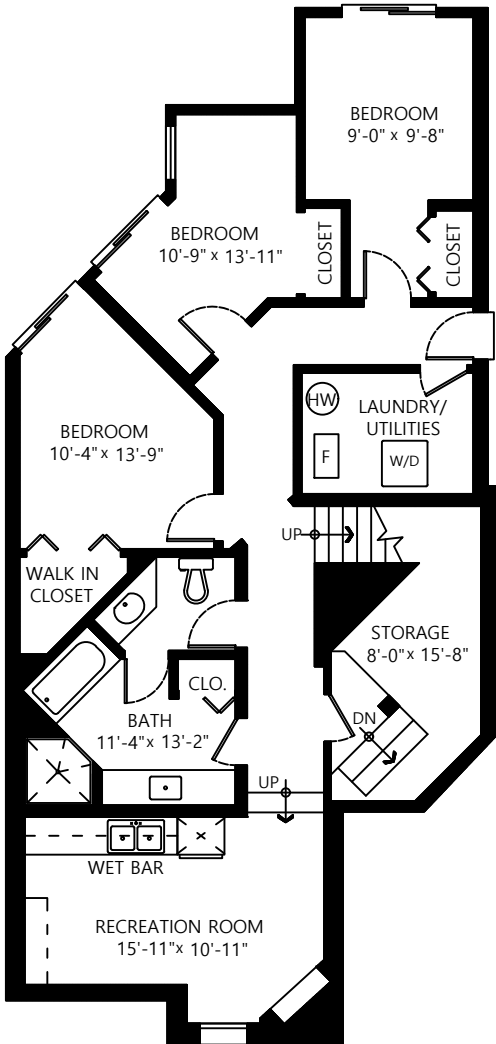 BEDROOM
9'-0" x 9'-8"
BEDROOM
10'-9" x 13'-11"
CLOSET
CLOSET
HW
LAUNDRY/
UTILITIES
F
W/D
BEDROOM
10'-4" x 13'-9"
UP
WALK IN
CLOSET
STORAGE
8'-0" x 15'-8"
CLO.
BATH
11'-4" x 13'-2"
DN
UP
WET BAR
RECREATION ROOM
15'-11" x 10'-11"